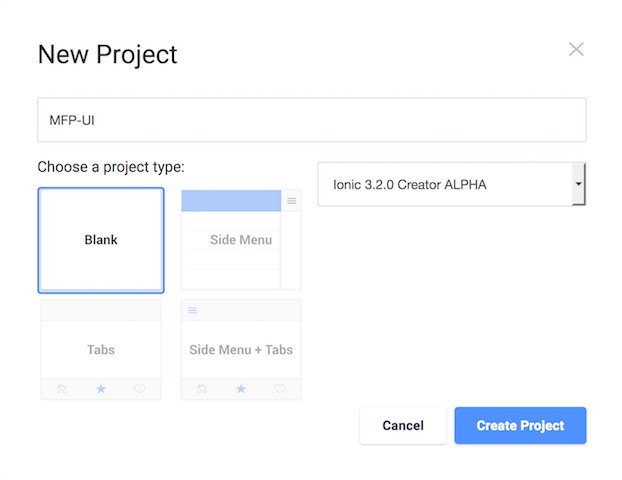 New Project
MFP-UI
Choose a project type:
Ionic 3.2.0 Creator ALPHA
Blank
Side Menu
Tabs
Side Menu + Tabs
Cancel
Create Project